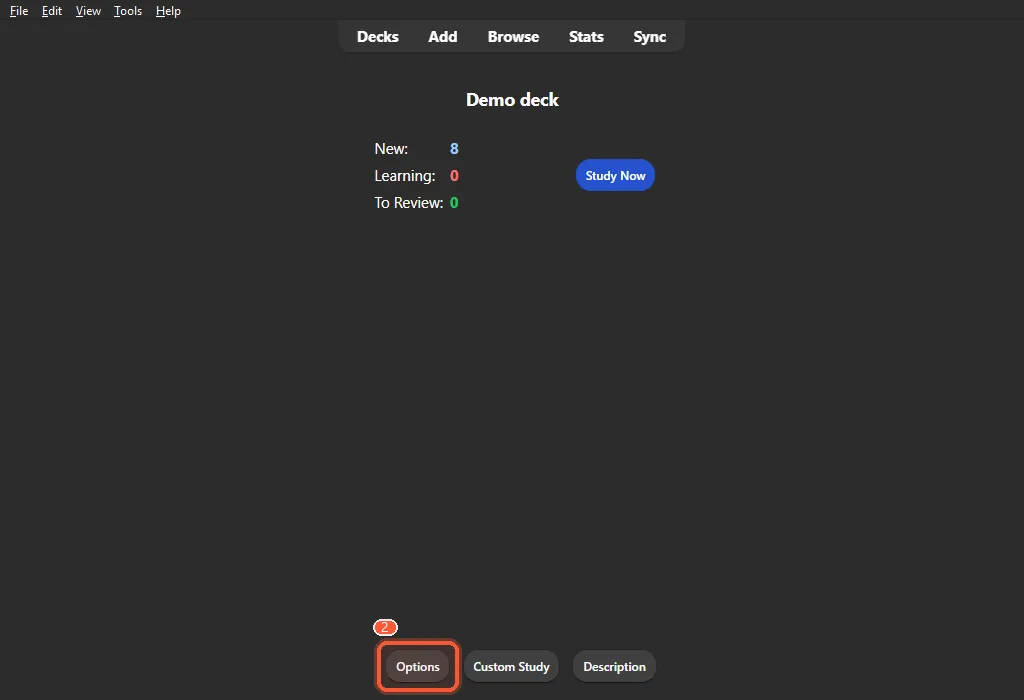 File Edit View Tools Help
Decks Add Browse Stats Sync
Demo deck
New: 8
Learning: 0
Study Now
To Review: 0
2
Options Custom Study Description